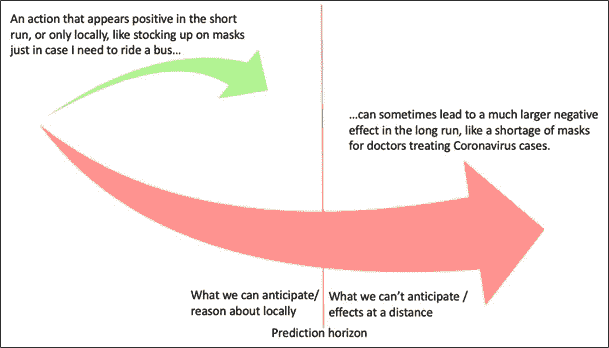 An action that appears positive in the short
run, or only locally, like stocking up on masks
just in case I need to ride a bus...
...can sometimes lead to a much larger negative
effect in the long run, like a shortage of masks
for doctors treating Coronavirus cases.
What we can anticipate/
reason about locally
What we can't anticipate /
effects at a distance
Prediction horizon